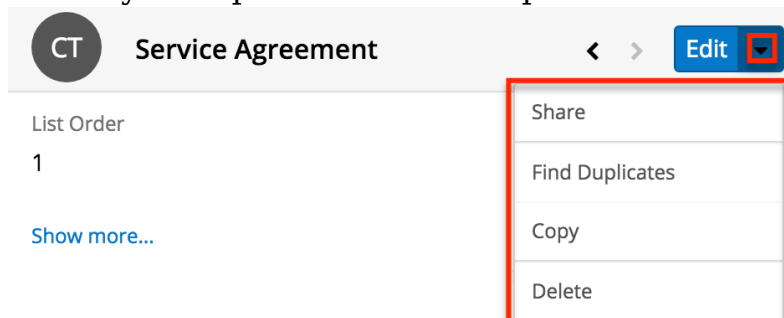 CT Service Agreement < > Edit
List Order
1
Show more...
Share
Find Duplicates
Copy
Delete